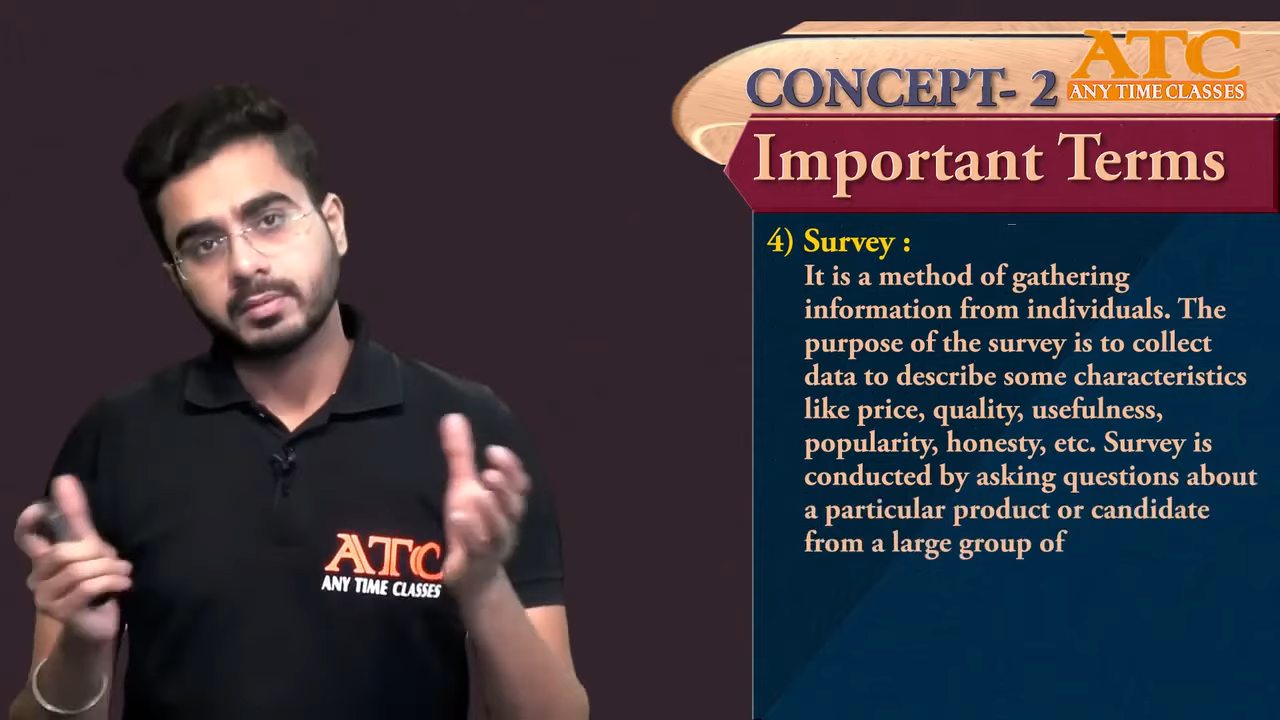 ATC
ANY TIME CLASSES
CONCEPT- 2
Important Terms
4) Survey :
It is a method of gathering
information from individuals. The
purpose of the survey is to collect
data to describe some characteristics
like price, quality, usefulness,
popularity, honesty, etc. Survey is
conducted by asking questions about
a particular product or candidate
from a large group of
ATC
ANY TIME CLASSES